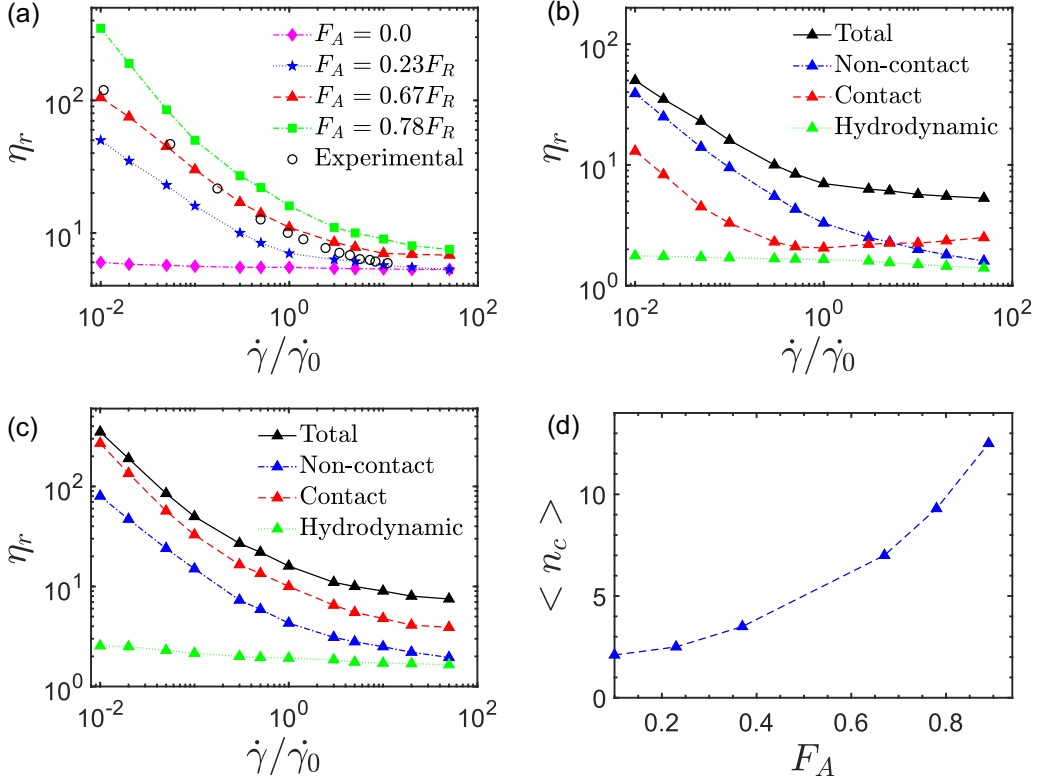 (a)
η_r
10^2
10^1
10^-2
10^0
10^2
γ̇/γ̇_0
F_A = 0.0
F_A = 0.23F_R
F_A = 0.67F_R
F_A = 0.78F_R
Experimental
(b)
η_r
10^2
10^1
10^0
10^-2
10^0
10^2
γ̇/γ̇_0
Total
Non-contact
Contact
Hydrodynamic
(c)
η_r
10^2
10^1
10^0
10^-2
10^0
10^2
γ̇/γ̇_0
Total
Non-contact
Contact
Hydrodynamic
(d)
< n_c >
10
5
0
0.2
0.4
0.6
0.8
F_A